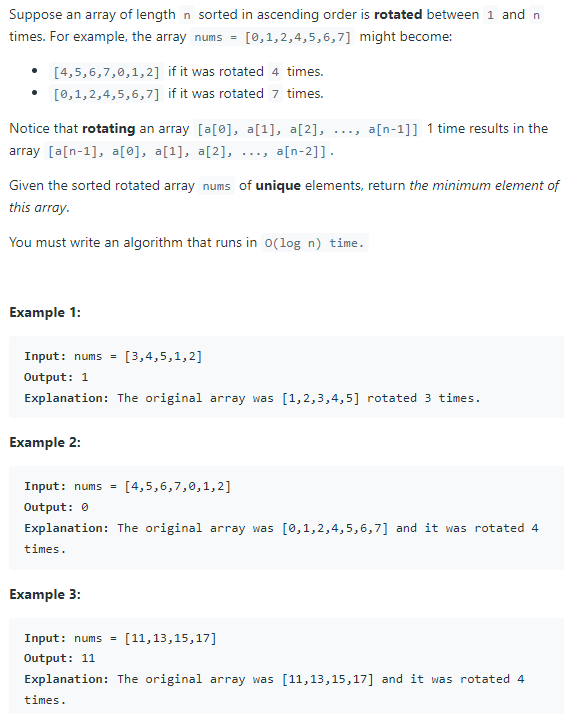 Suppose an array of length n sorted in ascending order is rotated between 1 and n
times. For example, the array nums = [0,1,2,4,5,6,7] might become:
• [4,5,6,7,0,1,2] if it was rotated 4 times.
• [0,1,2,4,5,6,7] if it was rotated 7 times.
Notice that rotating an array [a[0], a[1], a[2], ..., a[n-1]] 1 time results in the
array [a[n-1], a[0], a[1], a[2], ..., a[n-2]].
Given the sorted rotated array nums of unique elements, return the minimum element of
this array.
You must write an algorithm that runs in O(log n) time.
Example 1:
Input: nums = [3,4,5,1,2]
Output: 1
Explanation: The original array was [1,2,3,4,5] rotated 3 times.
Example 2:
Input: nums = [4,5,6,7,0,1,2]
Output: 0
Explanation: The original array was [0,1,2,4,5,6,7] and it was rotated 4
times.
Example 3:
Input: nums = [11,13,15,17]
Output: 11
Explanation: The original array was [11,13,15,17] and it was rotated 4
times.